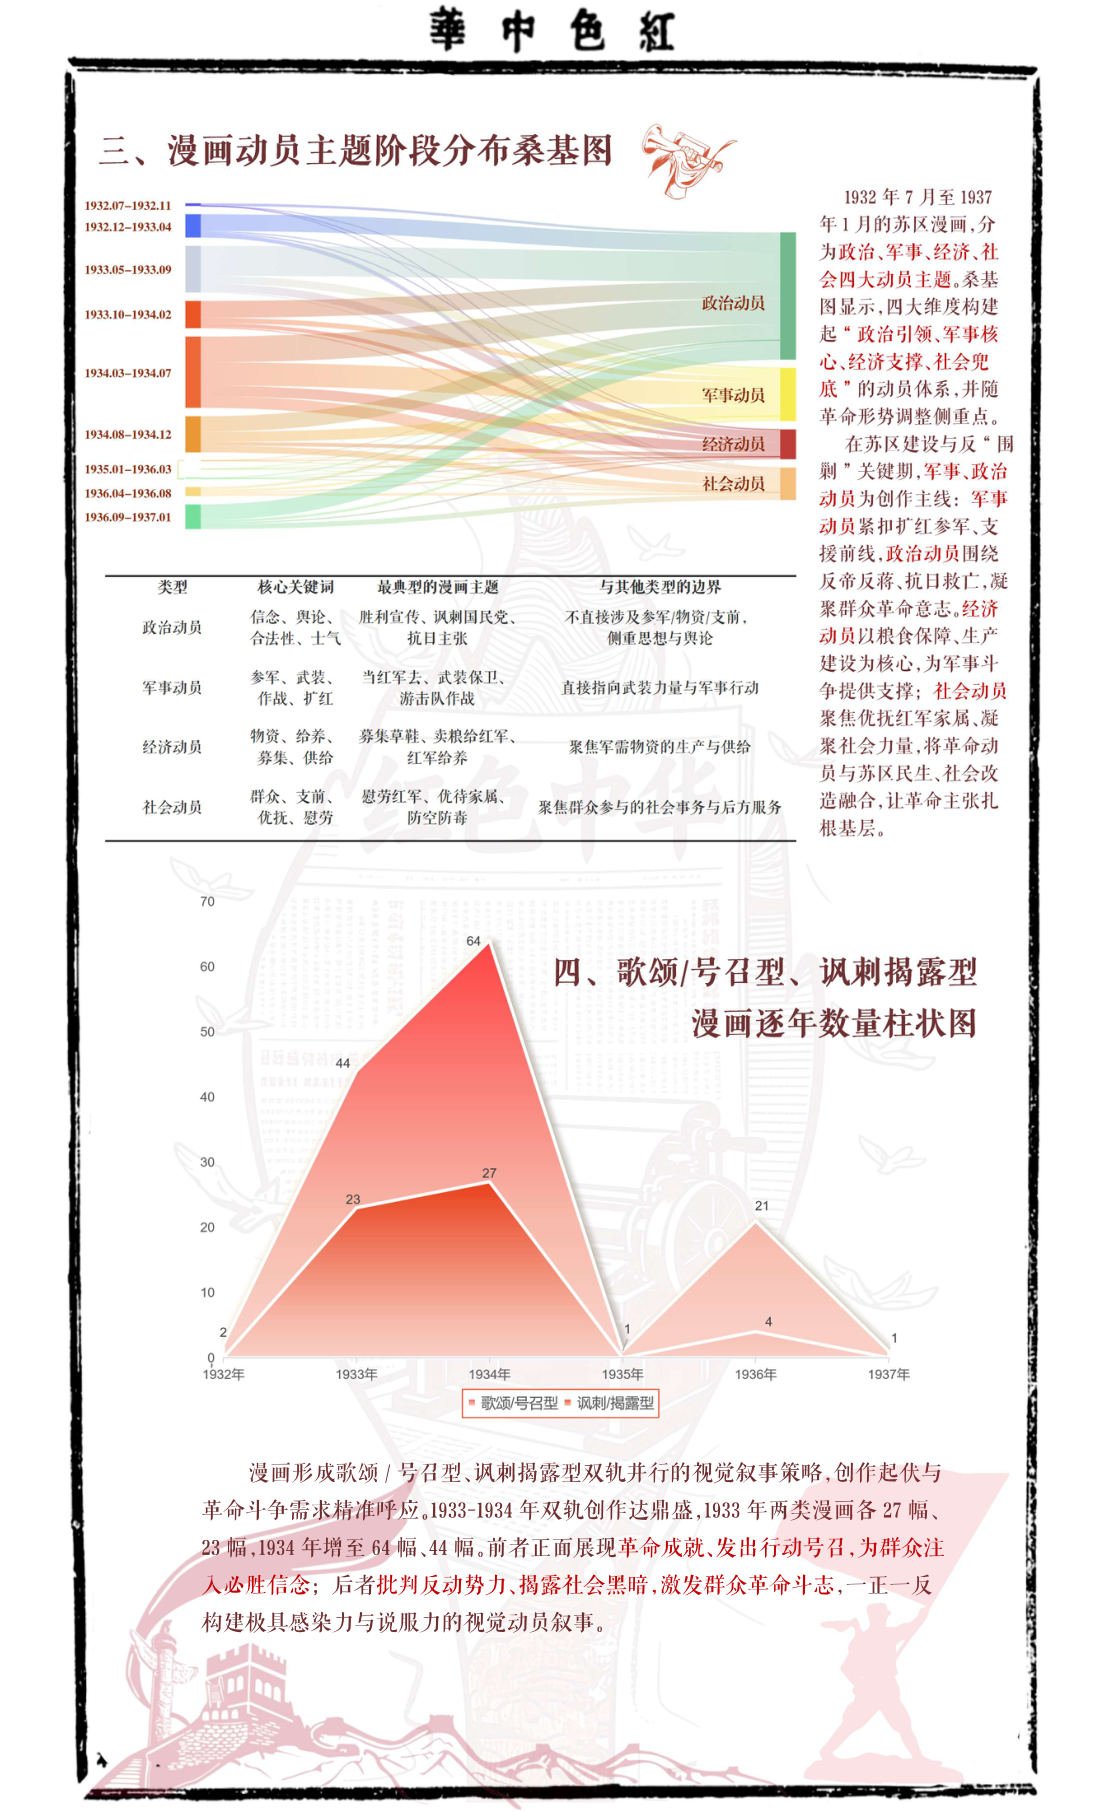 華中色紅
三、漫画动员主题阶段分布桑基图
1932.07-1932.11
1932.12-1933.04
1933.05-1933.09
1933.10-1934.02
1934.03-1934.07
1934.08-1934.12
1935.01-1936.03
1936.04-1936.08
1936.09-1937.01
政治动员
军事动员
经济动员
社会动员
1932 年 7 月至 1937
年 1 月的苏区漫画,分
为政治、军事、经济、社
会四大动员主题。桑基
图显示,四大维度构建
起“政治引领、军事核
心、经济支撑、社会兜
底”的动员体系,并随
革命形势调整侧重点。
在苏区建设与反“围
剿”关键期,军事、政治
动员为创作主线：军事
动员紧扣扩红参军、支
援前线,政治动员围绕
反帝反蒋、抗日救亡,凝
聚群众革命意志。经济
动员以粮食保障、生产
建设为核心,为军事斗
争提供支撑；社会动员
聚焦优抚红军家属、凝
聚社会力量,将革命动
员与苏区民生、社会改
造融合,让革命主张扎
根基层。
类型 核心关键词 最典型的漫画主题 与其他类型的边界
政治动员 信念、舆论、合法性、士气 胜利宣传、讽刺国民党、抗日主张 不直接涉及参军/物资/支前，侧重思想与舆论
军事动员 参军、武装、作战、扩红 当红军去、武装保卫、游击队作战 直接指向武装力量与军事行动
经济动员 物资、给养、募集、供给 募集草鞋、卖粮给红军、红军给养 聚焦军需物资的生产与供给
社会动员 群众、支前、优抚、慰劳 慰劳红军、优待家属、防空防毒 聚焦群众参与的社会事务与后方服务
红色中华
四、歌颂/号召型、讽刺揭露型
漫画逐年数量柱状图
70
60
50
40
30
20
10
0
2
44
64
23
27
1
21
4
1
1932年 1933年 1934年 1935年 1936年 1937年
歌颂/号召型 讽刺/揭露型
漫画形成歌颂 / 号召型、讽刺揭露型双轨并行的视觉叙事策略,创作起伏与
革命斗争需求精准呼应。1933-1934 年双轨创作达鼎盛,1933 年两类漫画各 27 幅、
23 幅,1934 年增至 64 幅、44 幅。前者正面展现革命成就、发出行动号召,为群众注
入必胜信念；后者批判反动势力、揭露社会黑暗,激发群众革命斗志,一正一反
构建极具感染力与说服力的视觉动员叙事。